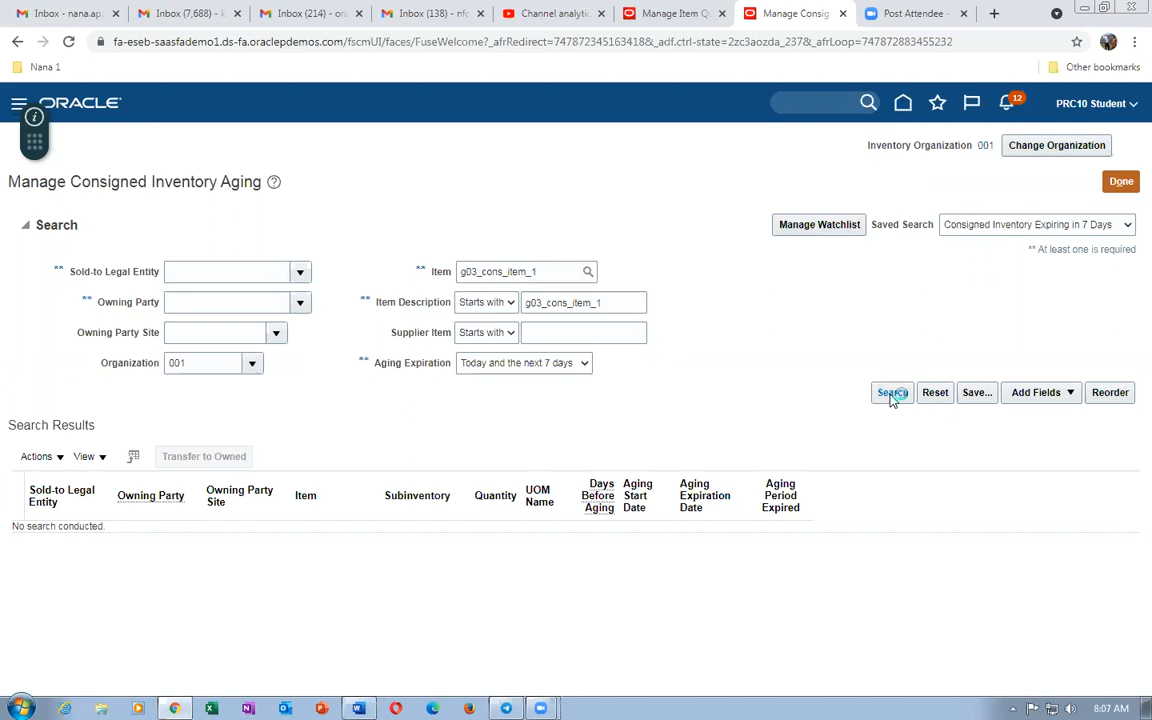 Inbox - nana.ap
Inbox (7,688) - k
Inbox (214) - or
Inbox (138) - nfc
Channel analytic
Manage Item Q
Manage Consig
Post Attendee -
fa-eseb-saasfademo1.ds-fa.oraclepdemos.com/fscmUI/faces/FuseWelcome?_afrRedirect=747872345163418&_adf.ctrl-state=2zc3aozda_237&_afrLoop=747872883455232
Nana 1
Other bookmarks
ORACLE
12
PRC10 Student
Inventory Organization 001
Change Organization
Manage Consigned Inventory Aging
Done
Search
Manage Watchlist
Saved Search
Consigned Inventory Expiring in 7 Days
** At least one is required
** Sold-to Legal Entity
** Item
g03_cons_item_1
** Owning Party
** Item Description
Starts with
g03_cons_item_1
Owning Party Site
Supplier Item
Starts with
Organization
001
** Aging Expiration
Today and the next 7 days
Search
Reset
Save...
Add Fields
Reorder
Search Results
Actions
View
Transfer to Owned
Sold-to Legal Entity
Owning Party
Owning Party Site
Item
Subinventory
Quantity
UOM Name
Days Before Aging
Aging Start Date
Aging Expiration Date
Aging Period Expired
No search conducted.
8:07 AM